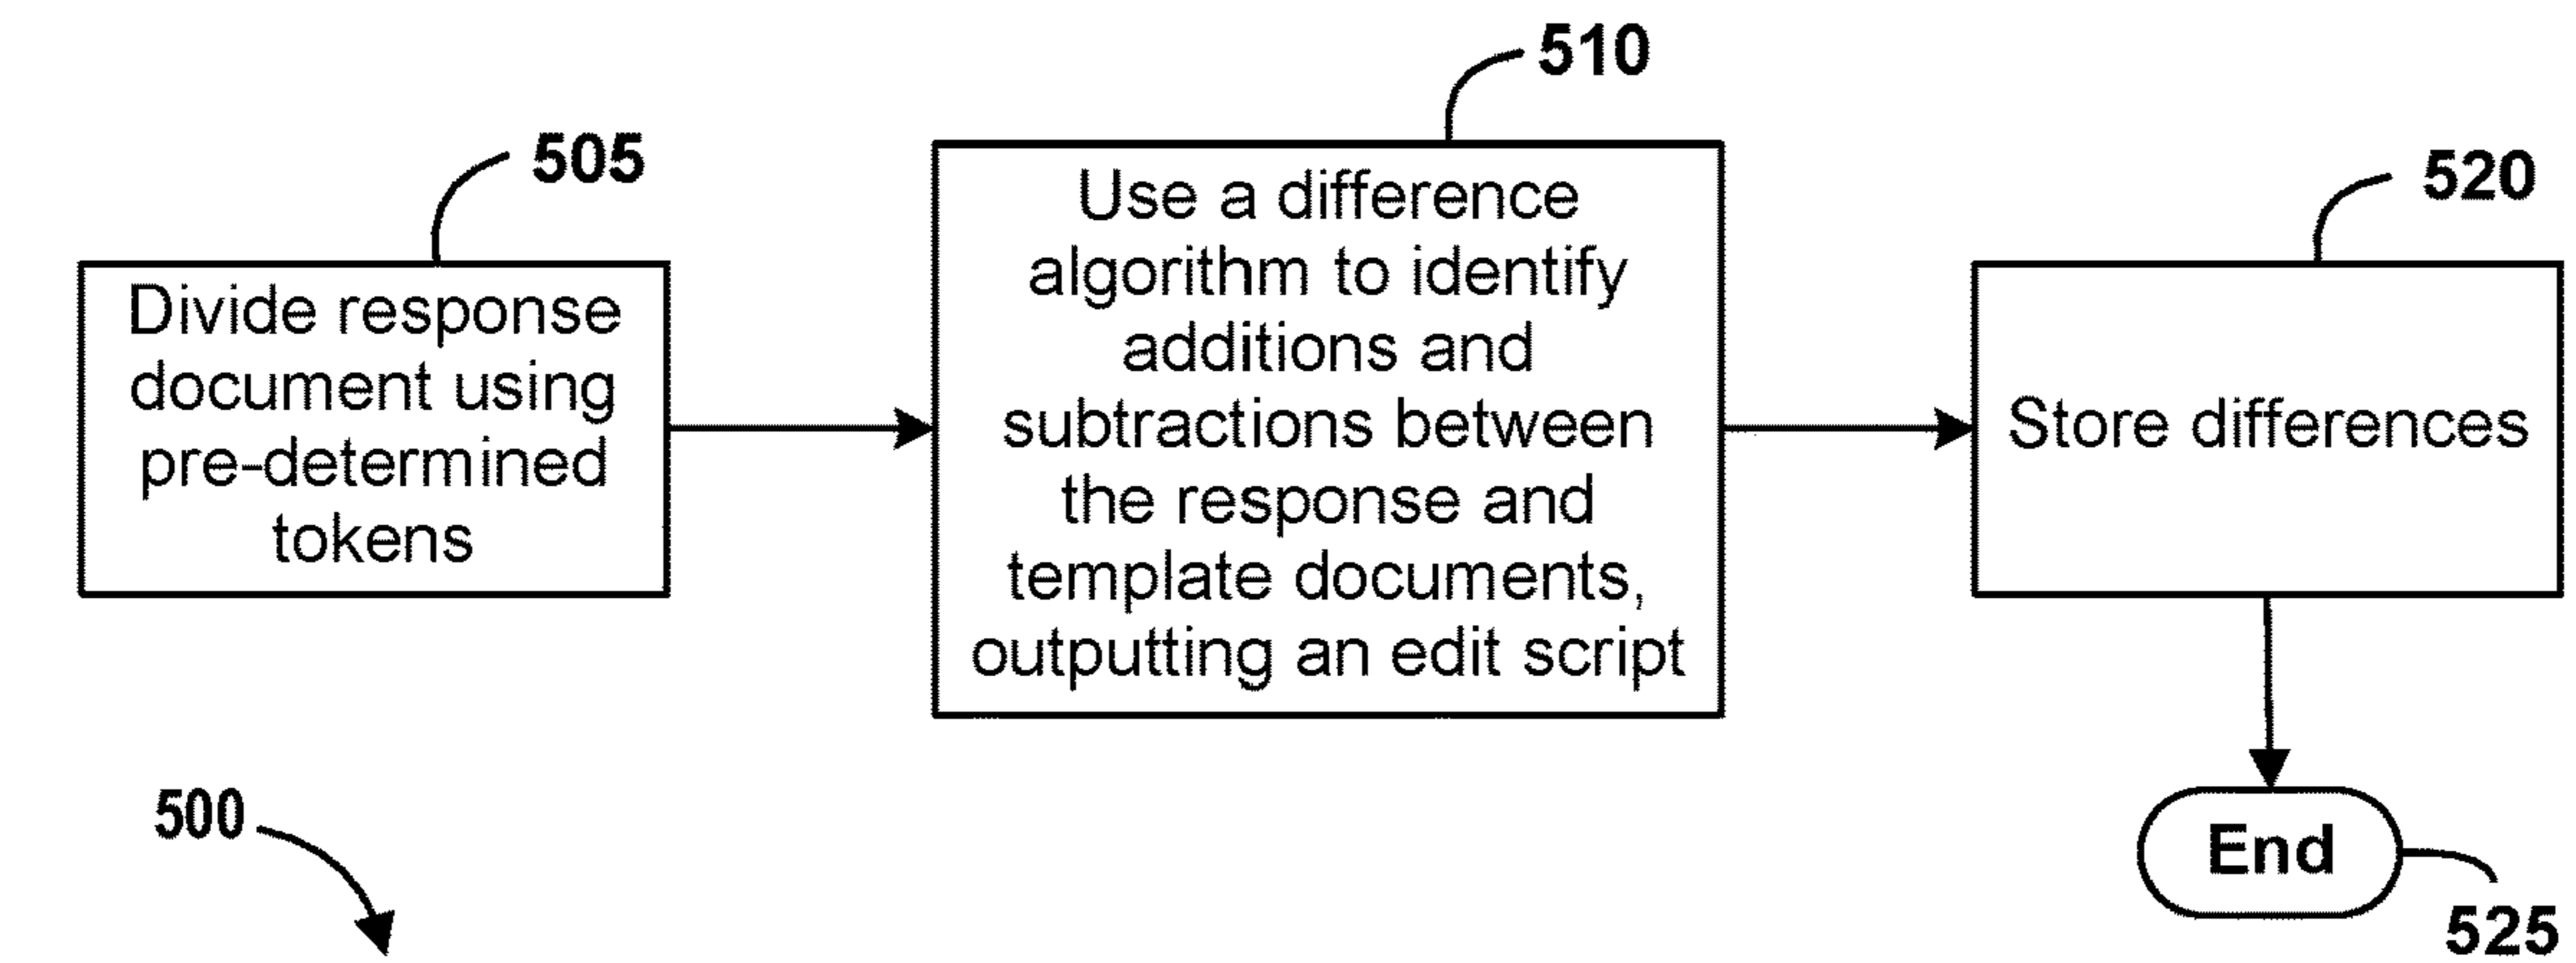 505
Divide response
document using
pre-determined
tokens
510
Use a difference
algorithm to identify
additions and
subtractions between
the response and
template documents,
outputting an edit script
520
Store differences
End
525
500